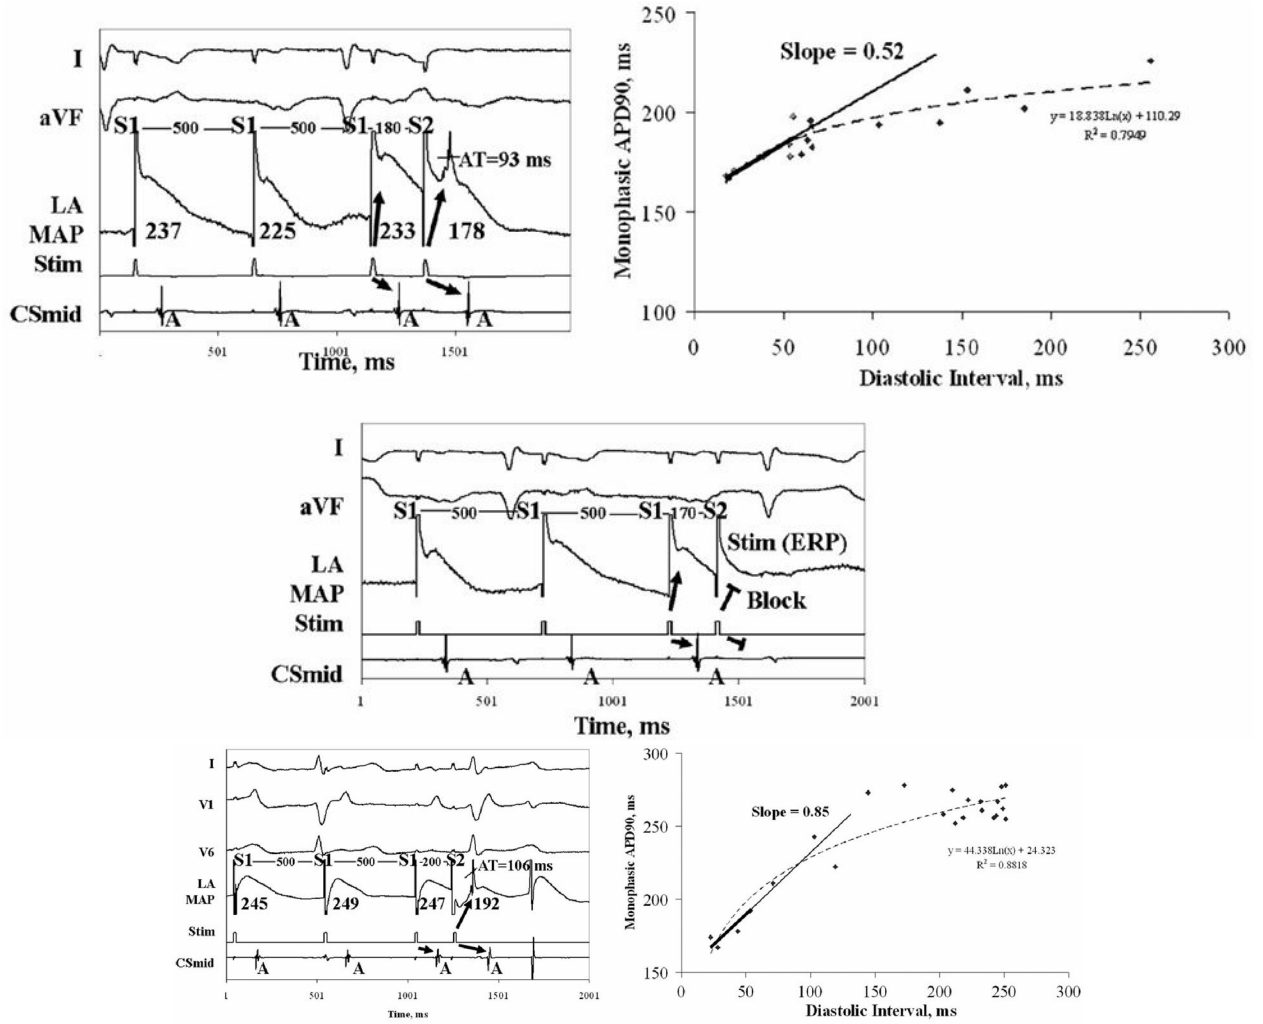 I
aVF
S1 500 S1 500 S1 -180 - S2
AT=93 ms
LA
MAP
237 225 233 178
Stim
CSmid
A A A A
. 501 1001 1501
Time, ms
250
200
150
100
Monophasic APD90, ms
Slope = 0.52
y = 18.838Ln(x) + 110.29
R² = 0.7949
0 50 100 150 200 250 300
Diastolic Interval, ms
I
aVF
S1 500 S1 500 S1 -170 - S2
Stim (ERP)
LA
MAP
Block
Stim
CSmid
A A A
1 501 1001 1501 2001
Time, ms
I
V1
V6
S1 500 S1 500 S1 -200 - S2
AT=106 ms
LA
MAP
245 249 247 192
Stim
CSmid
A A A A
1 501 1001 1501 2001
Time, ms
300
250
200
150
Monophasic APD90, ms
Slope = 0.85
y = 44.338Ln(x) + 24.323
R² = 0.8818
0 50 100 150 200 250 300
Diastolic Interval, ms